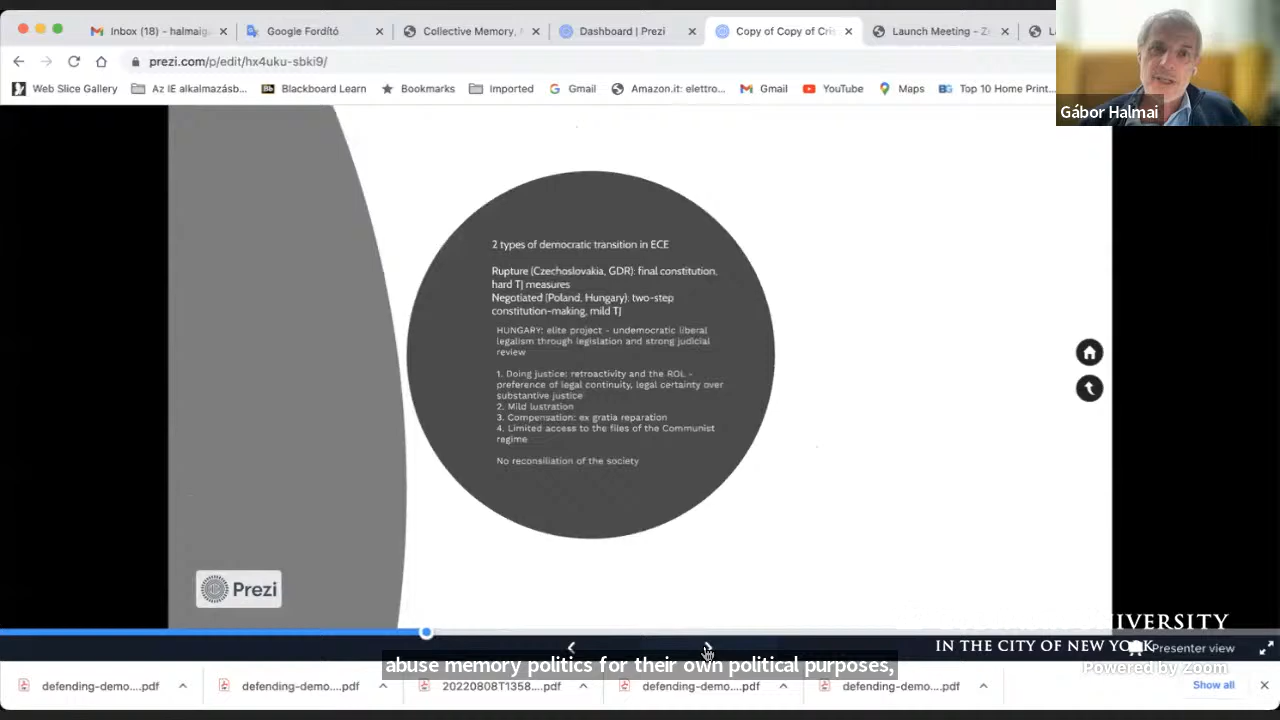 Inbox (18) - halmaig.
Google Fordító
Collective Memory,
Dashboard | Prezi
Copy of Copy of Cris
Launch Meeting - Z
prezi.com/p/edit/hx4uku-sbki9/
Web Slice Gallery
Az IE alkalmazásb...
Blackboard Learn
Bookmarks
Imported
Gmail
Amazon.it: elettro...
Gmail
YouTube
Maps
Top 10 Home Print...
Gábor Halmai
2 types of democratic transition in ECE
Rupture (Czechoslovakia, GDR): final constitution,
hard TJ measures
Negotiated (Poland, Hungary): two-step
constitution-making, mild TJ
HUNGARY: elite project - undemocratic liberal
legalism through legislation and strong judicial
review
1. Doing justice: retroactivity and the ROL -
preference of legal continuity, legal certainty over
substantive justice
2. Mild lustration
3. Compensation: ex gratia reparation
4. Limited access to the files of the Communist
regime
No reconsiliation of the society
Prezi
UNIVERSITY
IN THE CITY OF NEW YORK
Presenter view
abuse memory politics for their own political purposes,
Powered by Zoom
defending-demo....pdf
defending-demo....pdf
20220808T1358....pdf
defending-demo....pdf
defending-demo....pdf
Show all